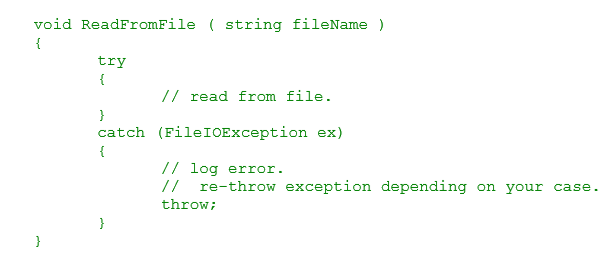 void ReadFromFile ( string fileName )
{
try
{
// read from file.
}
catch (FileIOException ex)
{
// log error.
//  re-throw exception depending on your case.
throw;
}
}